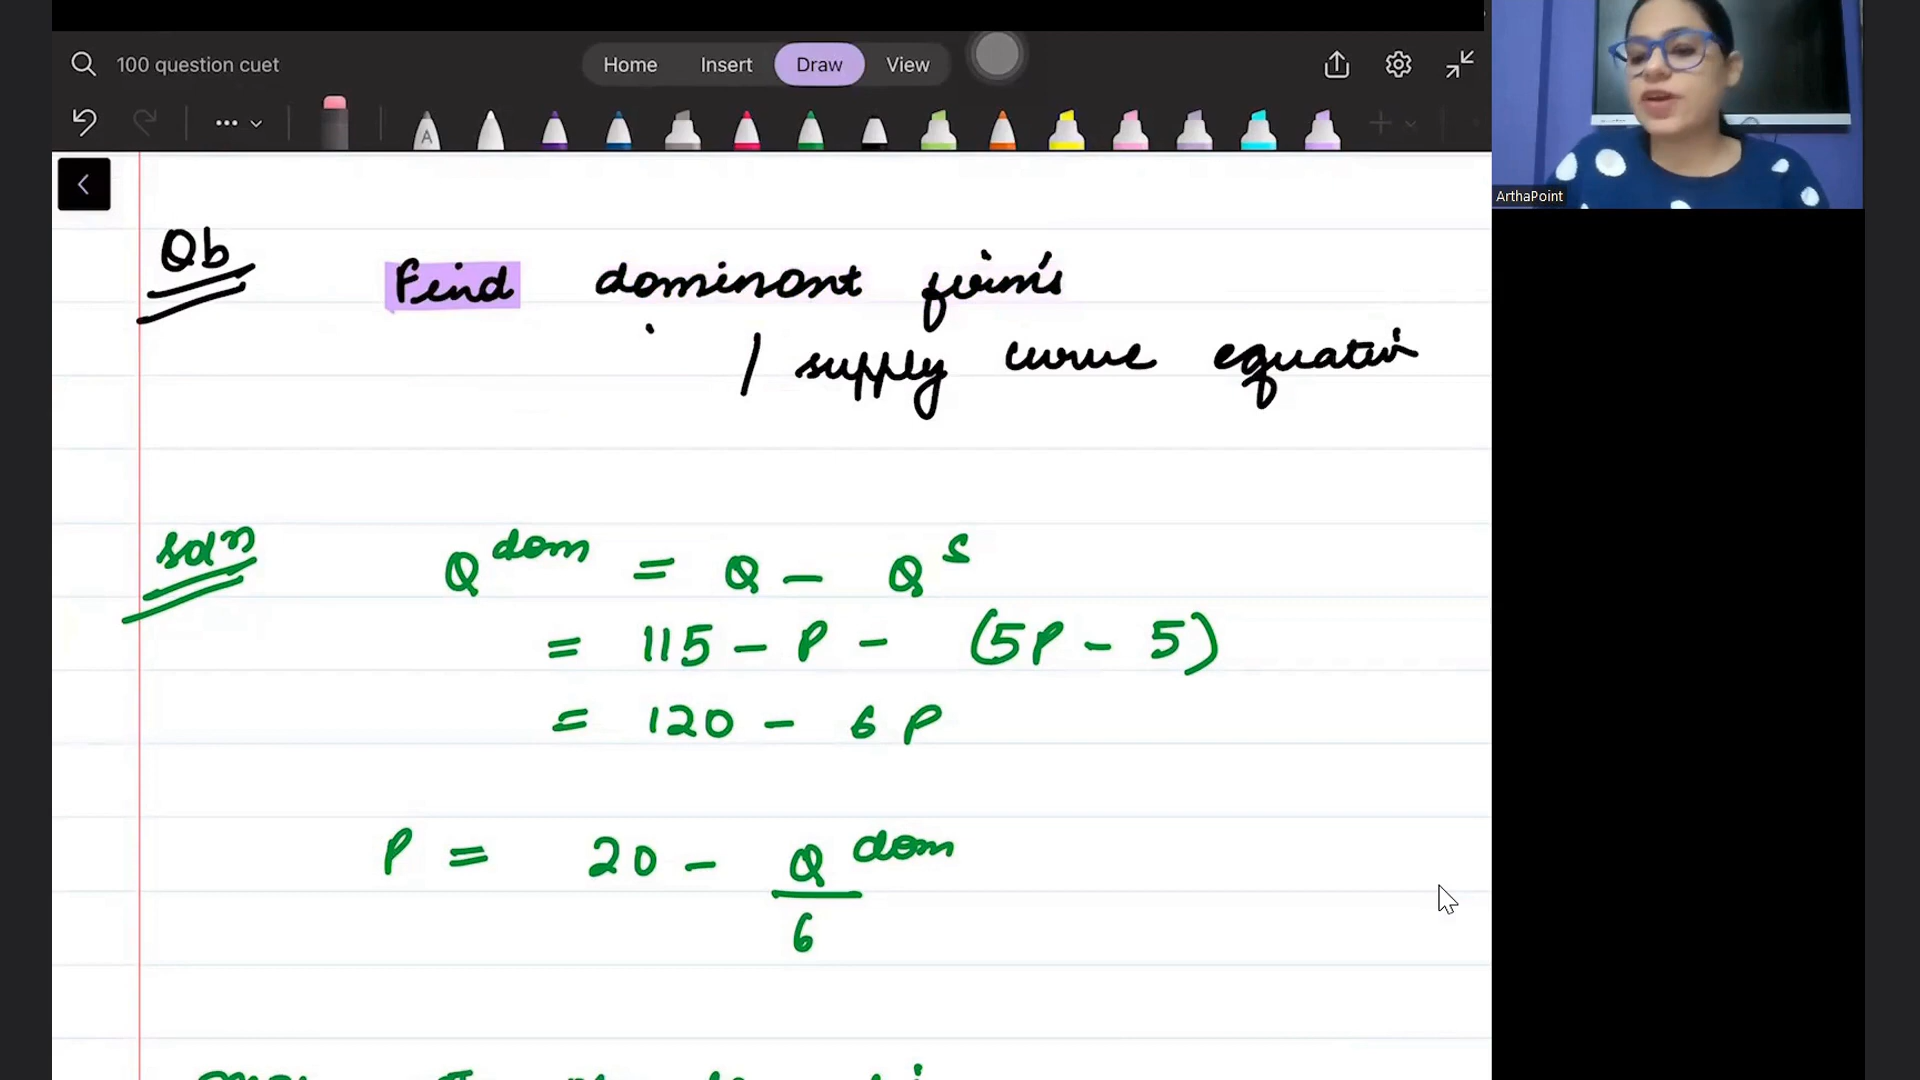 100 question cuet
Home Insert Draw View
A
ArthaPoint
Qb Find dominant firm's
/ supply curve equation
soln Q^dom = Q - Q^s
= 115 - P - (5P - 5)
= 120 - 6P
P = 20 - Q^dom
6